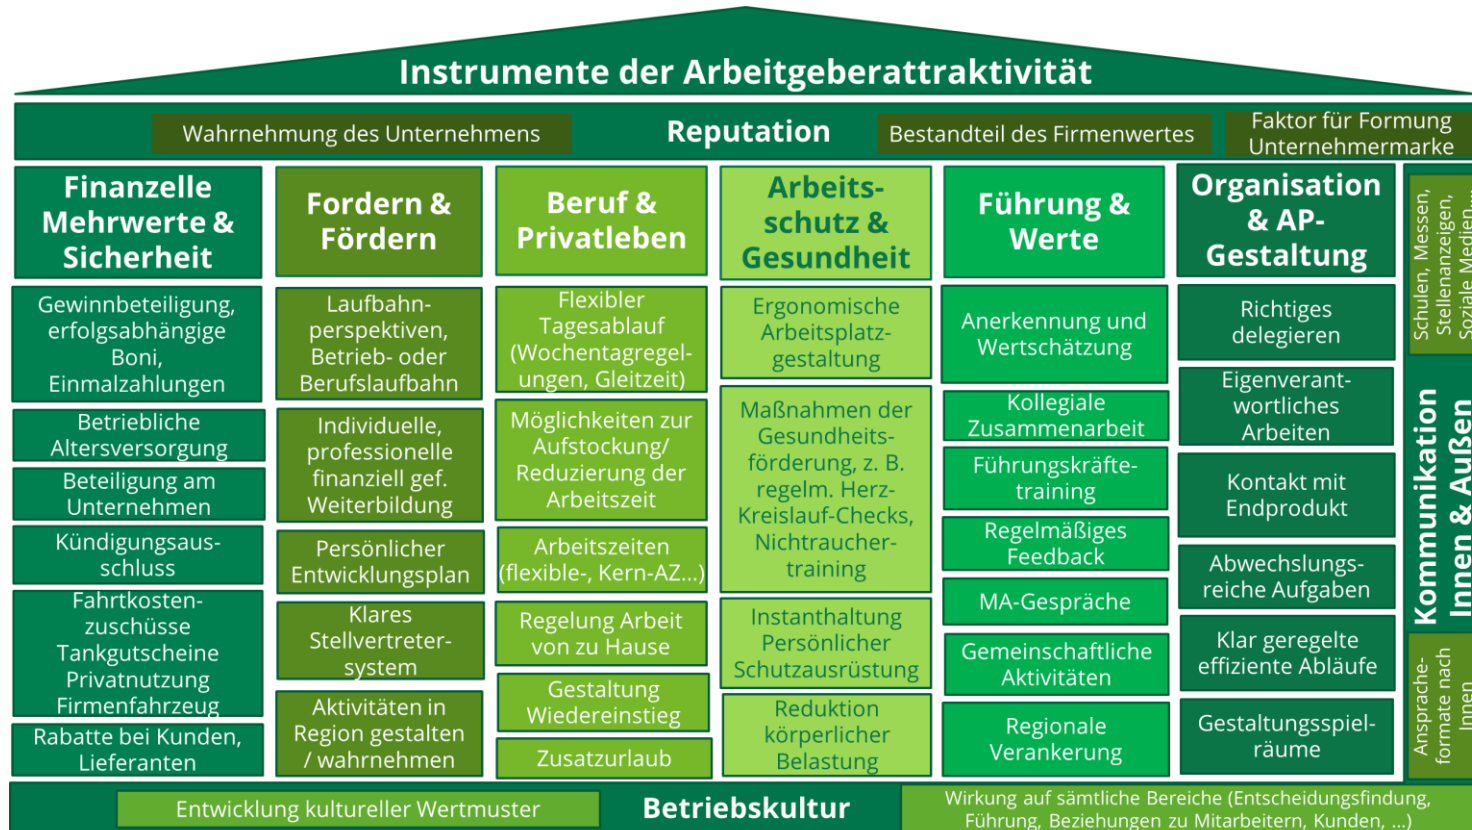 Instrumente der Arbeitgeberattraktivität
Wahrnehmung des Unternehmens
Reputation
Bestandteil des Firmenwertes
Faktor für Formung
Unternehmermarke
Finanzelle
Mehrwerte &
Sicherheit
Gewinnbeteiligung,
erfolgsabhängige
Boni,
Einmalzahlungen
Betriebliche
Altersversorgung
Beteiligung am
Unternehmen
Kündigungsaus-
schluss
Fahrtkosten-
zuschüsse
Tankgutscheine
Privatnutzung
Firmenfahrzeug
Rabatte bei Kunden,
Lieferanten
Fordern &
Fördern
Laufbahn-
perspektiven,
Betrieb- oder
Berufslaufbahn
Individuelle,
professionelle
finanziell gef.
Weiterbildung
Persönlicher
Entwicklungsplan
Klares
Stellvertreter-
system
Aktivitäten in
Region gestalten
/ wahrnehmen
Beruf &
Privatleben
Flexibler
Tagesablauf
(Wochentagregel-
ungen, Gleitzeit)
Möglichkeiten zur
Aufstockung/
Reduzierung der
Arbeitszeit
Arbeitszeiten
(flexible-, Kern-AZ...)
Regelung Arbeit
von zu Hause
Gestaltung
Wiedereinstieg
Zusatzurlaub
Arbeits-
schutz &
Gesundheit
Ergonomische
Arbeitsplatz-
gestaltung
Maßnahmen der
Gesundheits-
förderung, z. B.
regelm. Herz-
Kreislauf-Checks,
Nichtraucher-
training
Instanthaltung
Persönlicher
Schutzausrüstung
Reduktion
körperlicher
Belastung
Führung &
Werte
Anerkennung und
Wertschätzung
Kollegiale
Zusammenarbeit
Führungskräfte-
training
Regelmäßiges
Feedback
MA-Gespräche
Gemeinschaftliche
Aktivitäten
Regionale
Verankerung
Organisation
& AP-
Gestaltung
Richtiges
delegieren
Eigenverant-
wortliches
Arbeiten
Kontakt mit
Endprodukt
Abwechslungs-
reiche Aufgaben
Klar geregelte
effiziente Abläufe
Gestaltungsspiel-
räume
Schulen, Messen,
Stellenanzeigen,
Soziale Medien...
Kommunikation
Innen & Außen
Ansprache-
formate nach
Innen
Entwicklung kultureller Wertmuster
Betriebskultur
Wirkung auf sämtliche Bereiche (Entscheidungsfindung,
Führung, Beziehungen zu Mitarbeitern, Kunden, ...)